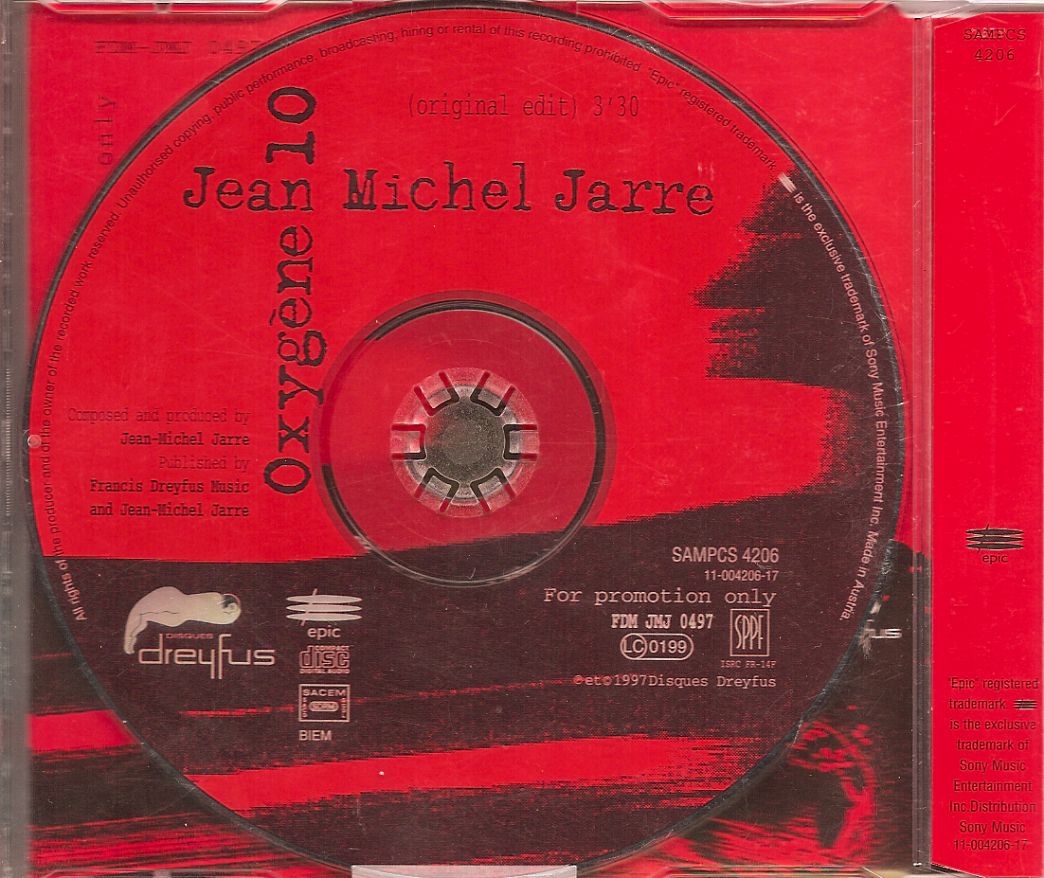 FDM-JMJ 0497
only
All rights of the producer and of the owner of the recorded work reserved. Unauthorised copying, public performance, broadcasting, hiring or rental of this recording prohibited. "Epic" registered trademark is the exclusive trademark of Sony Music Entertainment Inc. Made in Austria.
(original edit) 3'30
Oxygène 10
Jean Michel Jarre
Composed and produced by
Jean-Michel Jarre
Published by
Francis Dreyfus Music
and Jean-Michel Jarre
DISQUES
dreyfus
epic
COMPACT
disc
DIGITAL AUDIO
SACEM
BIEM
SAMPCS 4206
11-004206-17
For promotion only
FDM JMJ 0497
LC 0199
SPPF
ISRC FR-14F
℗et©1997Disques Dreyfus
fus
SAMPCS
4206
epic
"Epic" registered
trademark.
is the exclusive
trademark of
Sony Music
Entertainment
Inc.Distribution
Sony Music
11-004206-17